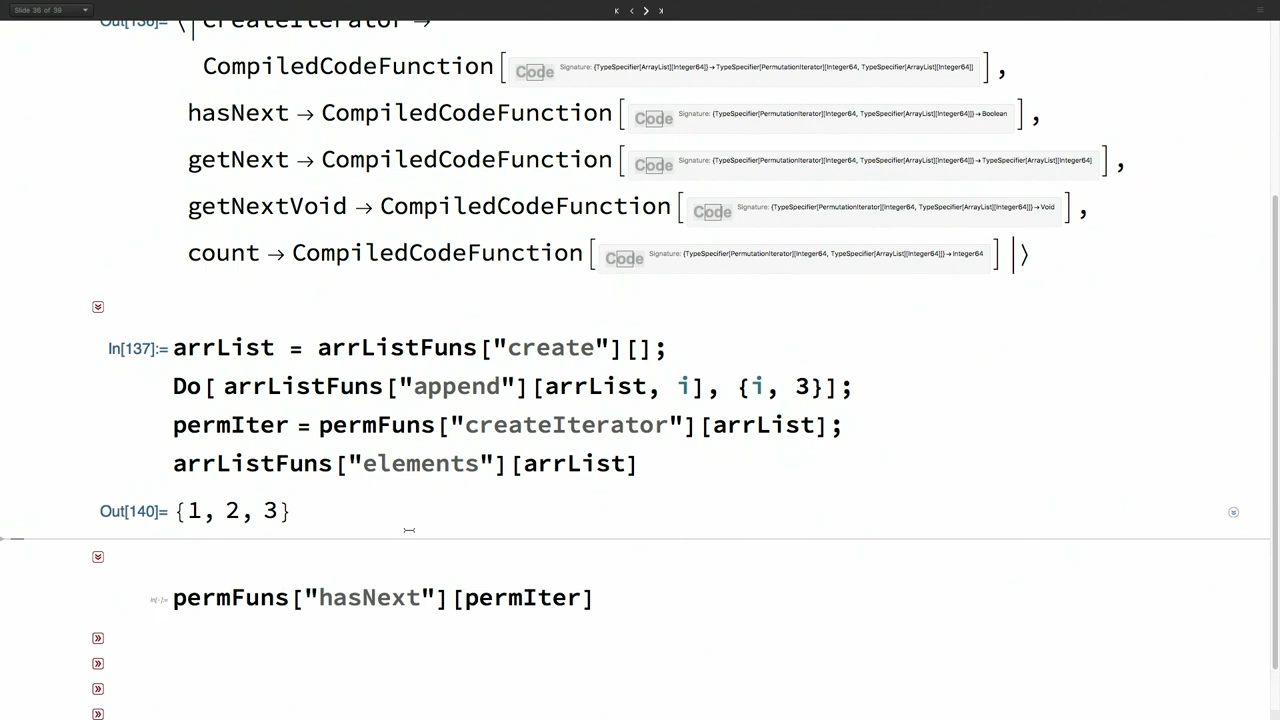 Slide 36 of 39
Out[136]= ⟨| createIterator →
CompiledCodeFunction[ Code Signature: {TypeSpecifier[ArrayList][Integer64]} → TypeSpecifier[PermutationIterator][Integer64, TypeSpecifier[ArrayList][Integer64]] ],
hasNext → CompiledCodeFunction[ Code Signature: {TypeSpecifier[PermutationIterator][Integer64, TypeSpecifier[ArrayList][Integer64]]} → Boolean ],
getNext → CompiledCodeFunction[ Code Signature: {TypeSpecifier[PermutationIterator][Integer64, TypeSpecifier[ArrayList][Integer64]]} → TypeSpecifier[ArrayList][Integer64] ],
getNextVoid → CompiledCodeFunction[ Code Signature: {TypeSpecifier[PermutationIterator][Integer64, TypeSpecifier[ArrayList][Integer64]]} → Void ],
count → CompiledCodeFunction[ Code Signature: {TypeSpecifier[PermutationIterator][Integer64, TypeSpecifier[ArrayList][Integer64]]} → Integer64 ] |⟩
In[137]:= arrList = arrListFuns["create"][];
Do[ arrListFuns["append"][arrList, i], {i, 3}];
permIter = permFuns["createIterator"][arrList];
arrListFuns["elements"][arrList]
Out[140]= {1, 2, 3}
In[-]:= permFuns["hasNext"][permIter]